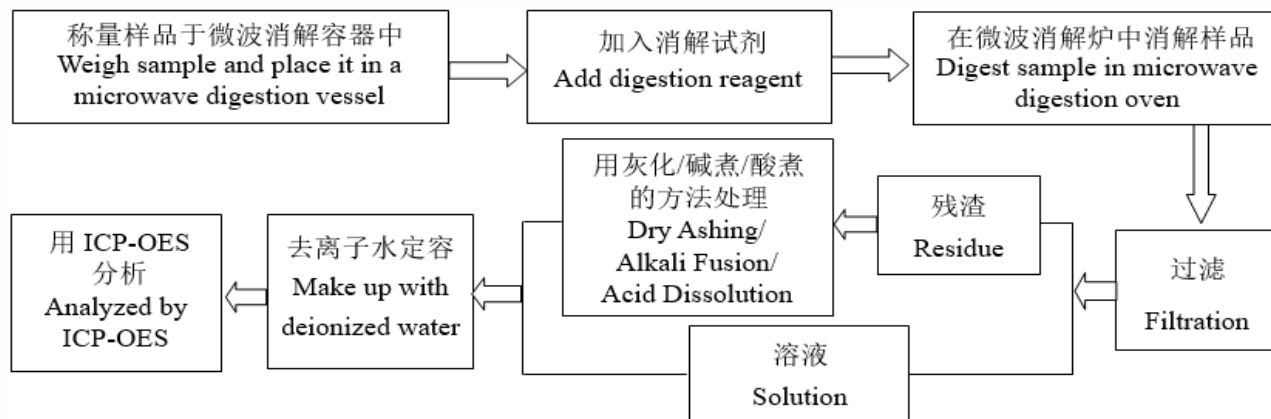 称量样品于微波消解容器中
Weigh sample and place it in a
microwave digestion vessel
加入消解试剂
Add digestion reagent
在微波消解炉中消解样品
Digest sample in microwave
digestion oven
过滤
Filtration
残渣
Residue
用灰化/碱煮/酸煮
的方法处理
Dry Ashing/
Alkali Fusion/
Acid Dissolution
溶液
Solution
去离子水定容
Make up with
deionized water
用 ICP-OES
分析
Analyzed by
ICP-OES